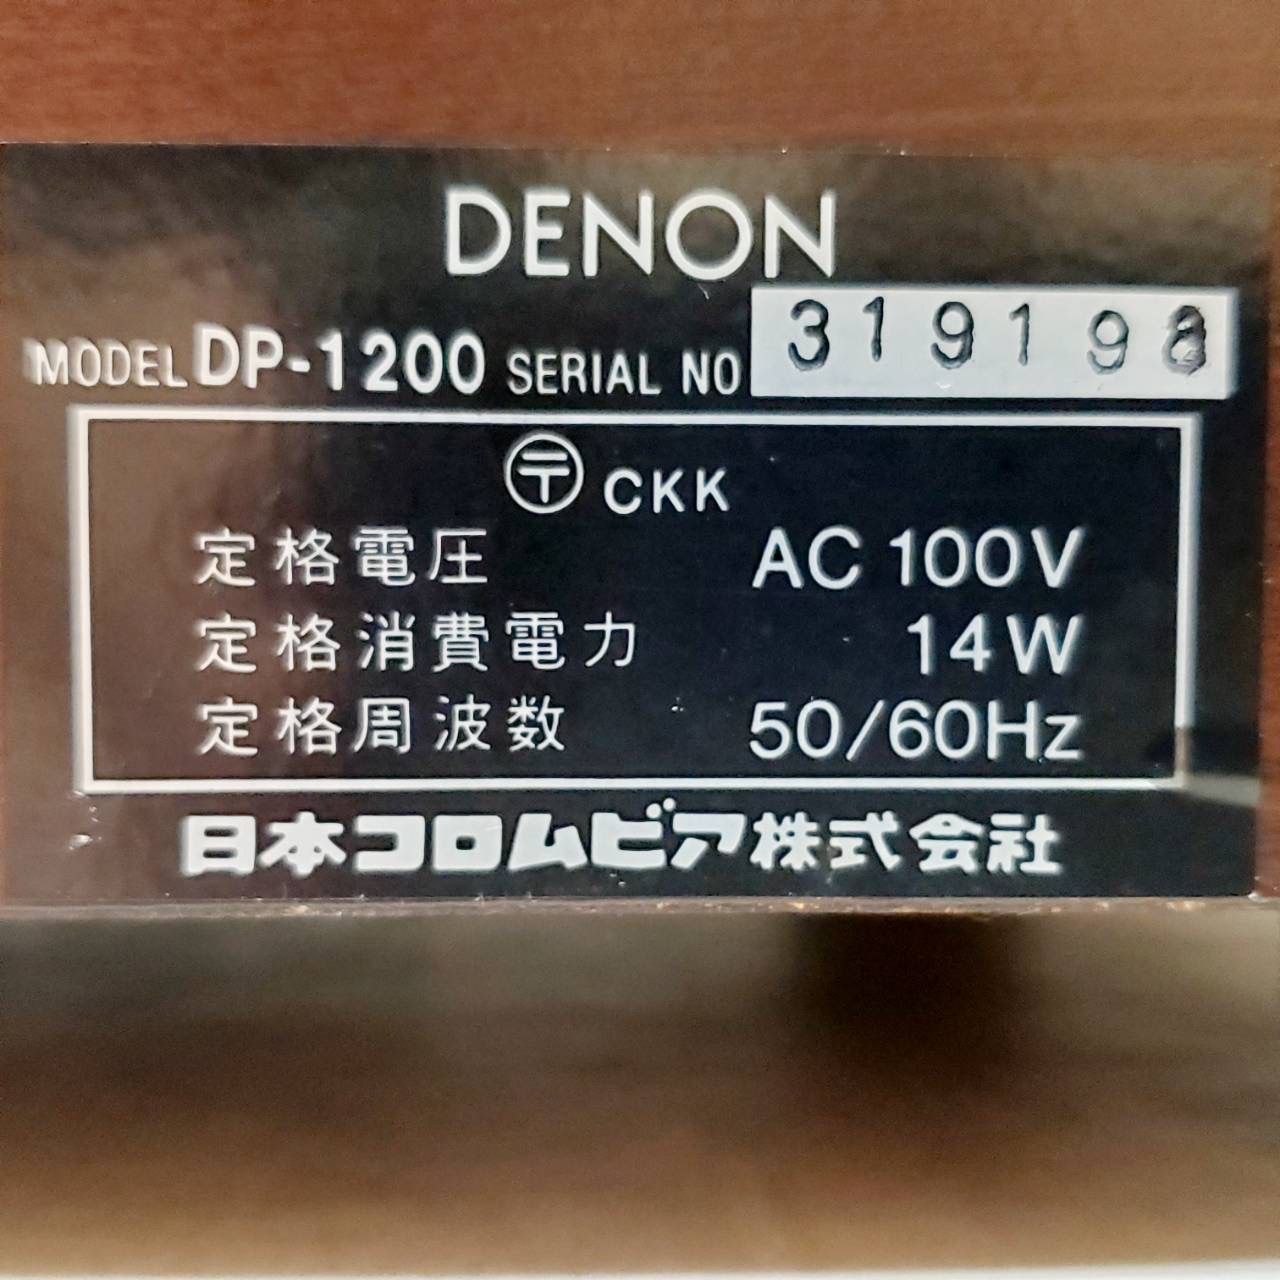 DENON
MODEL DP-1200 SERIAL NO 319198
〶 CKK
定格電圧 AC 100V
定格消費電力 14W
定格周波数 50/60Hz
日本コロムビア株式会社